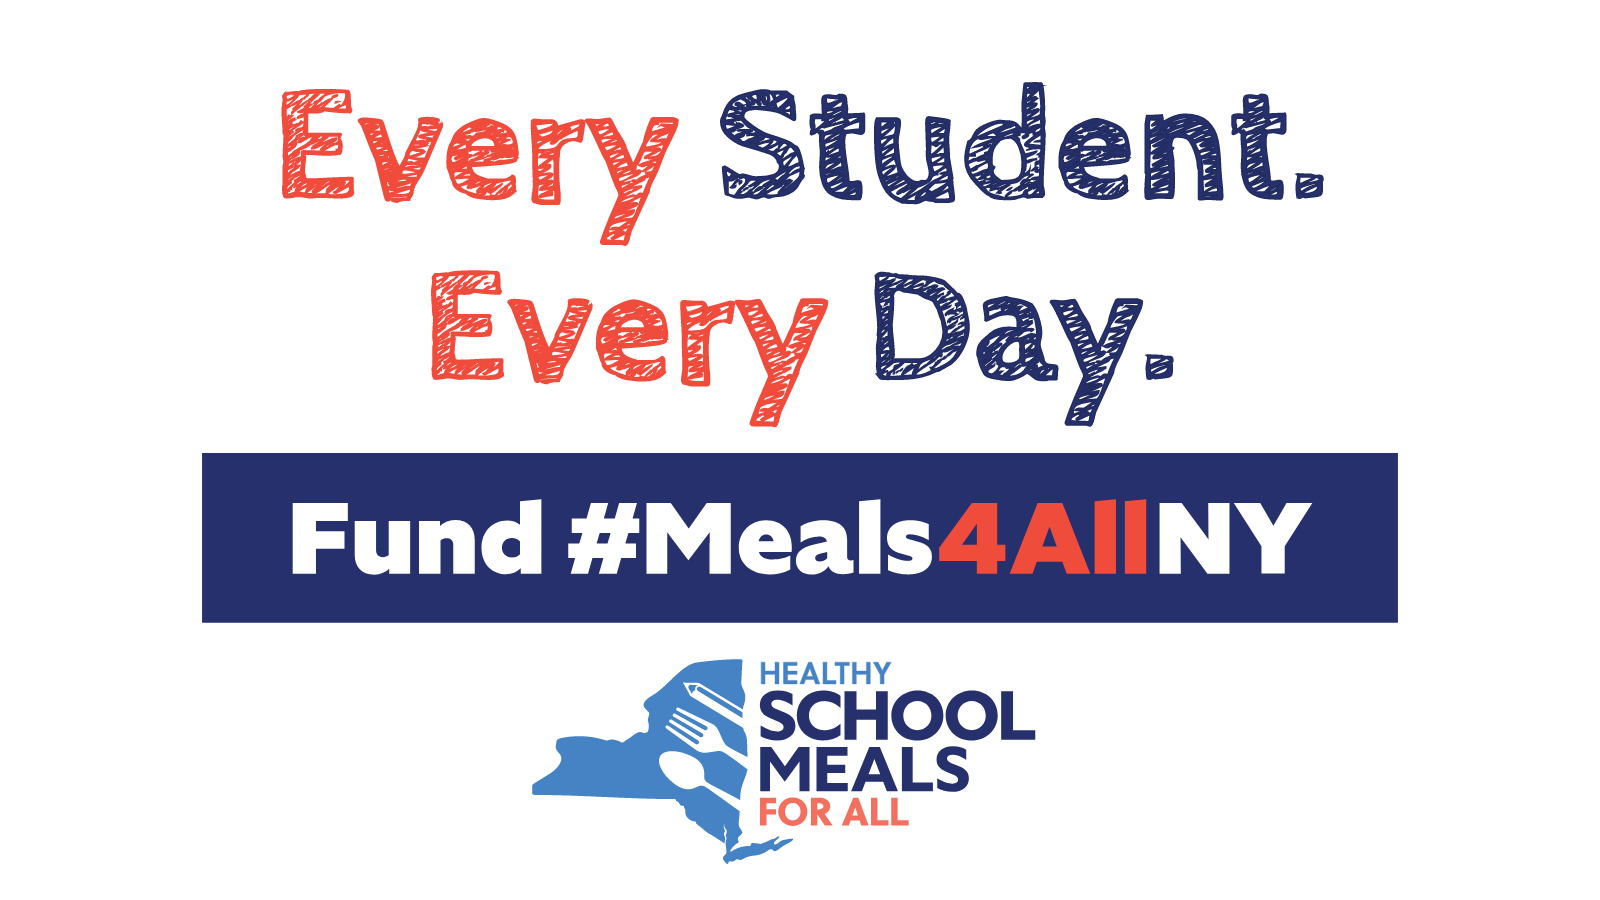 Every Student.
Every Day.
Fund #Meals4AllNY
HEALTHY
SCHOOL
MEALS
FOR ALL